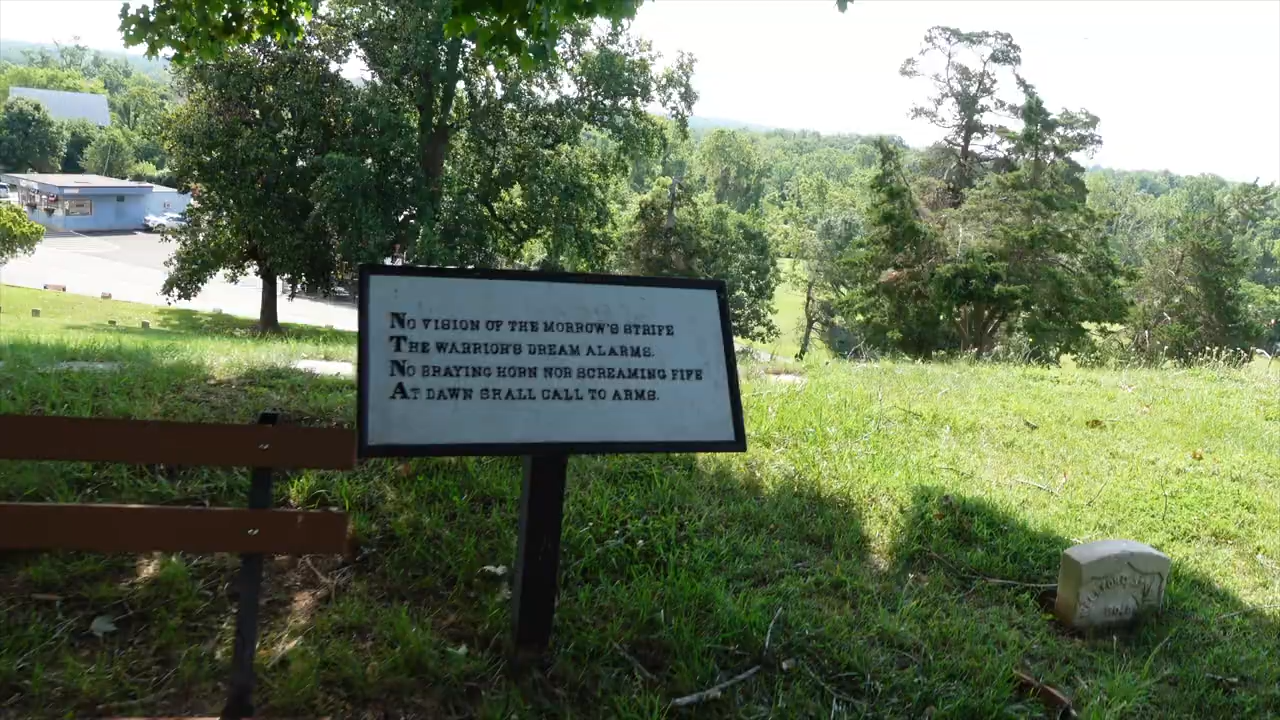 No vision of the morrow's strife
The warrior's dream alarms.
No braying horn nor screaming fife
At dawn shall call to arms.